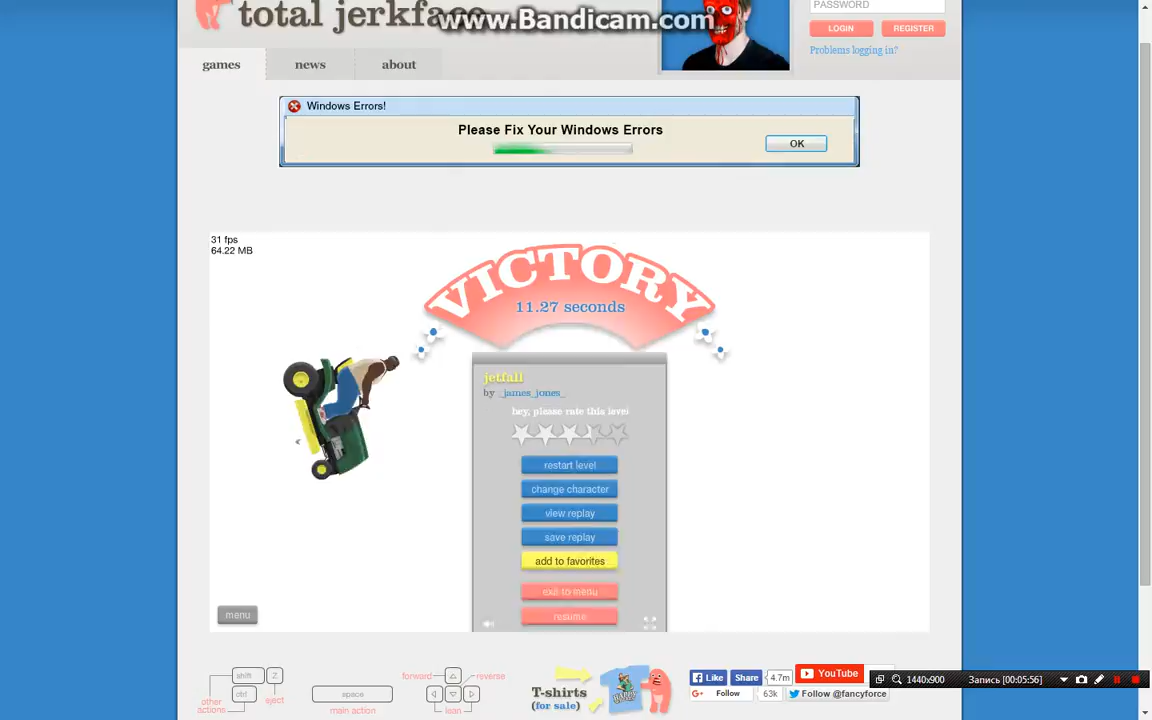 total jerkface
www.Bandicam.com
PASSWORD
LOGIN
REGISTER
Problems logging in?
games
news
about
Windows Errors!
Please Fix Your Windows Errors
OK
31 fps
64.22 MB
VICTORY
11.27 seconds
jetfall
by _james_jones_
hey, please rate this level
restart level
change character
view replay
save replay
add to favorites
exit to menu
resume
menu
shift
Z
eject
ctrl
other
actions
space
main action
forward
reverse
lean
T-shirts
(for sale)
Like
Share
4.7m
YouTube
Follow
63k
Follow @fancyforce
1440x900
Запись [00:05:56]